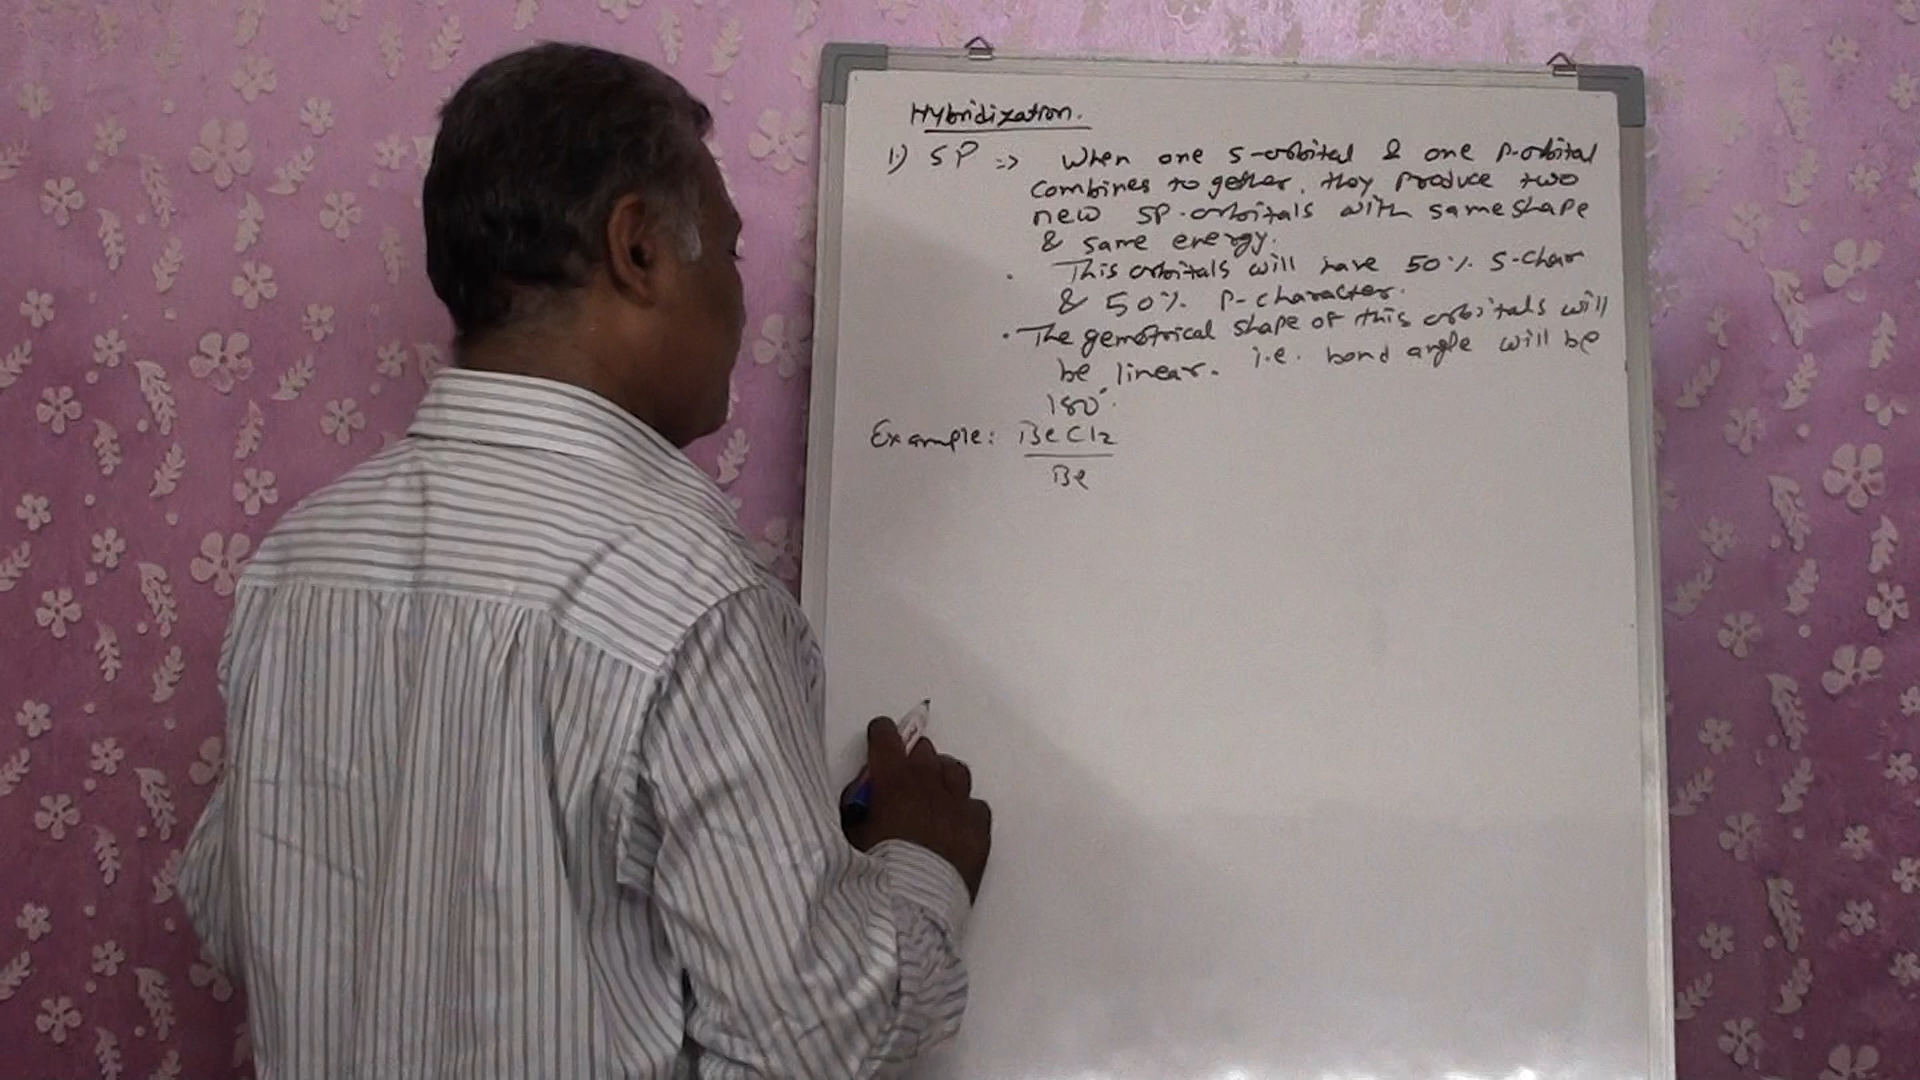 Hybridization.
1.) SP => When one s-orbital & one p-orbital
combines together, they produce two
new SP-orbitals with same shape
& same energy.
. This orbitals will have 50% s-char
& 50% p-character.
. The gemotrical shape of this orbitals will
be linear. i.e. bond angle will be
180°.
Example: BeCl2
Be